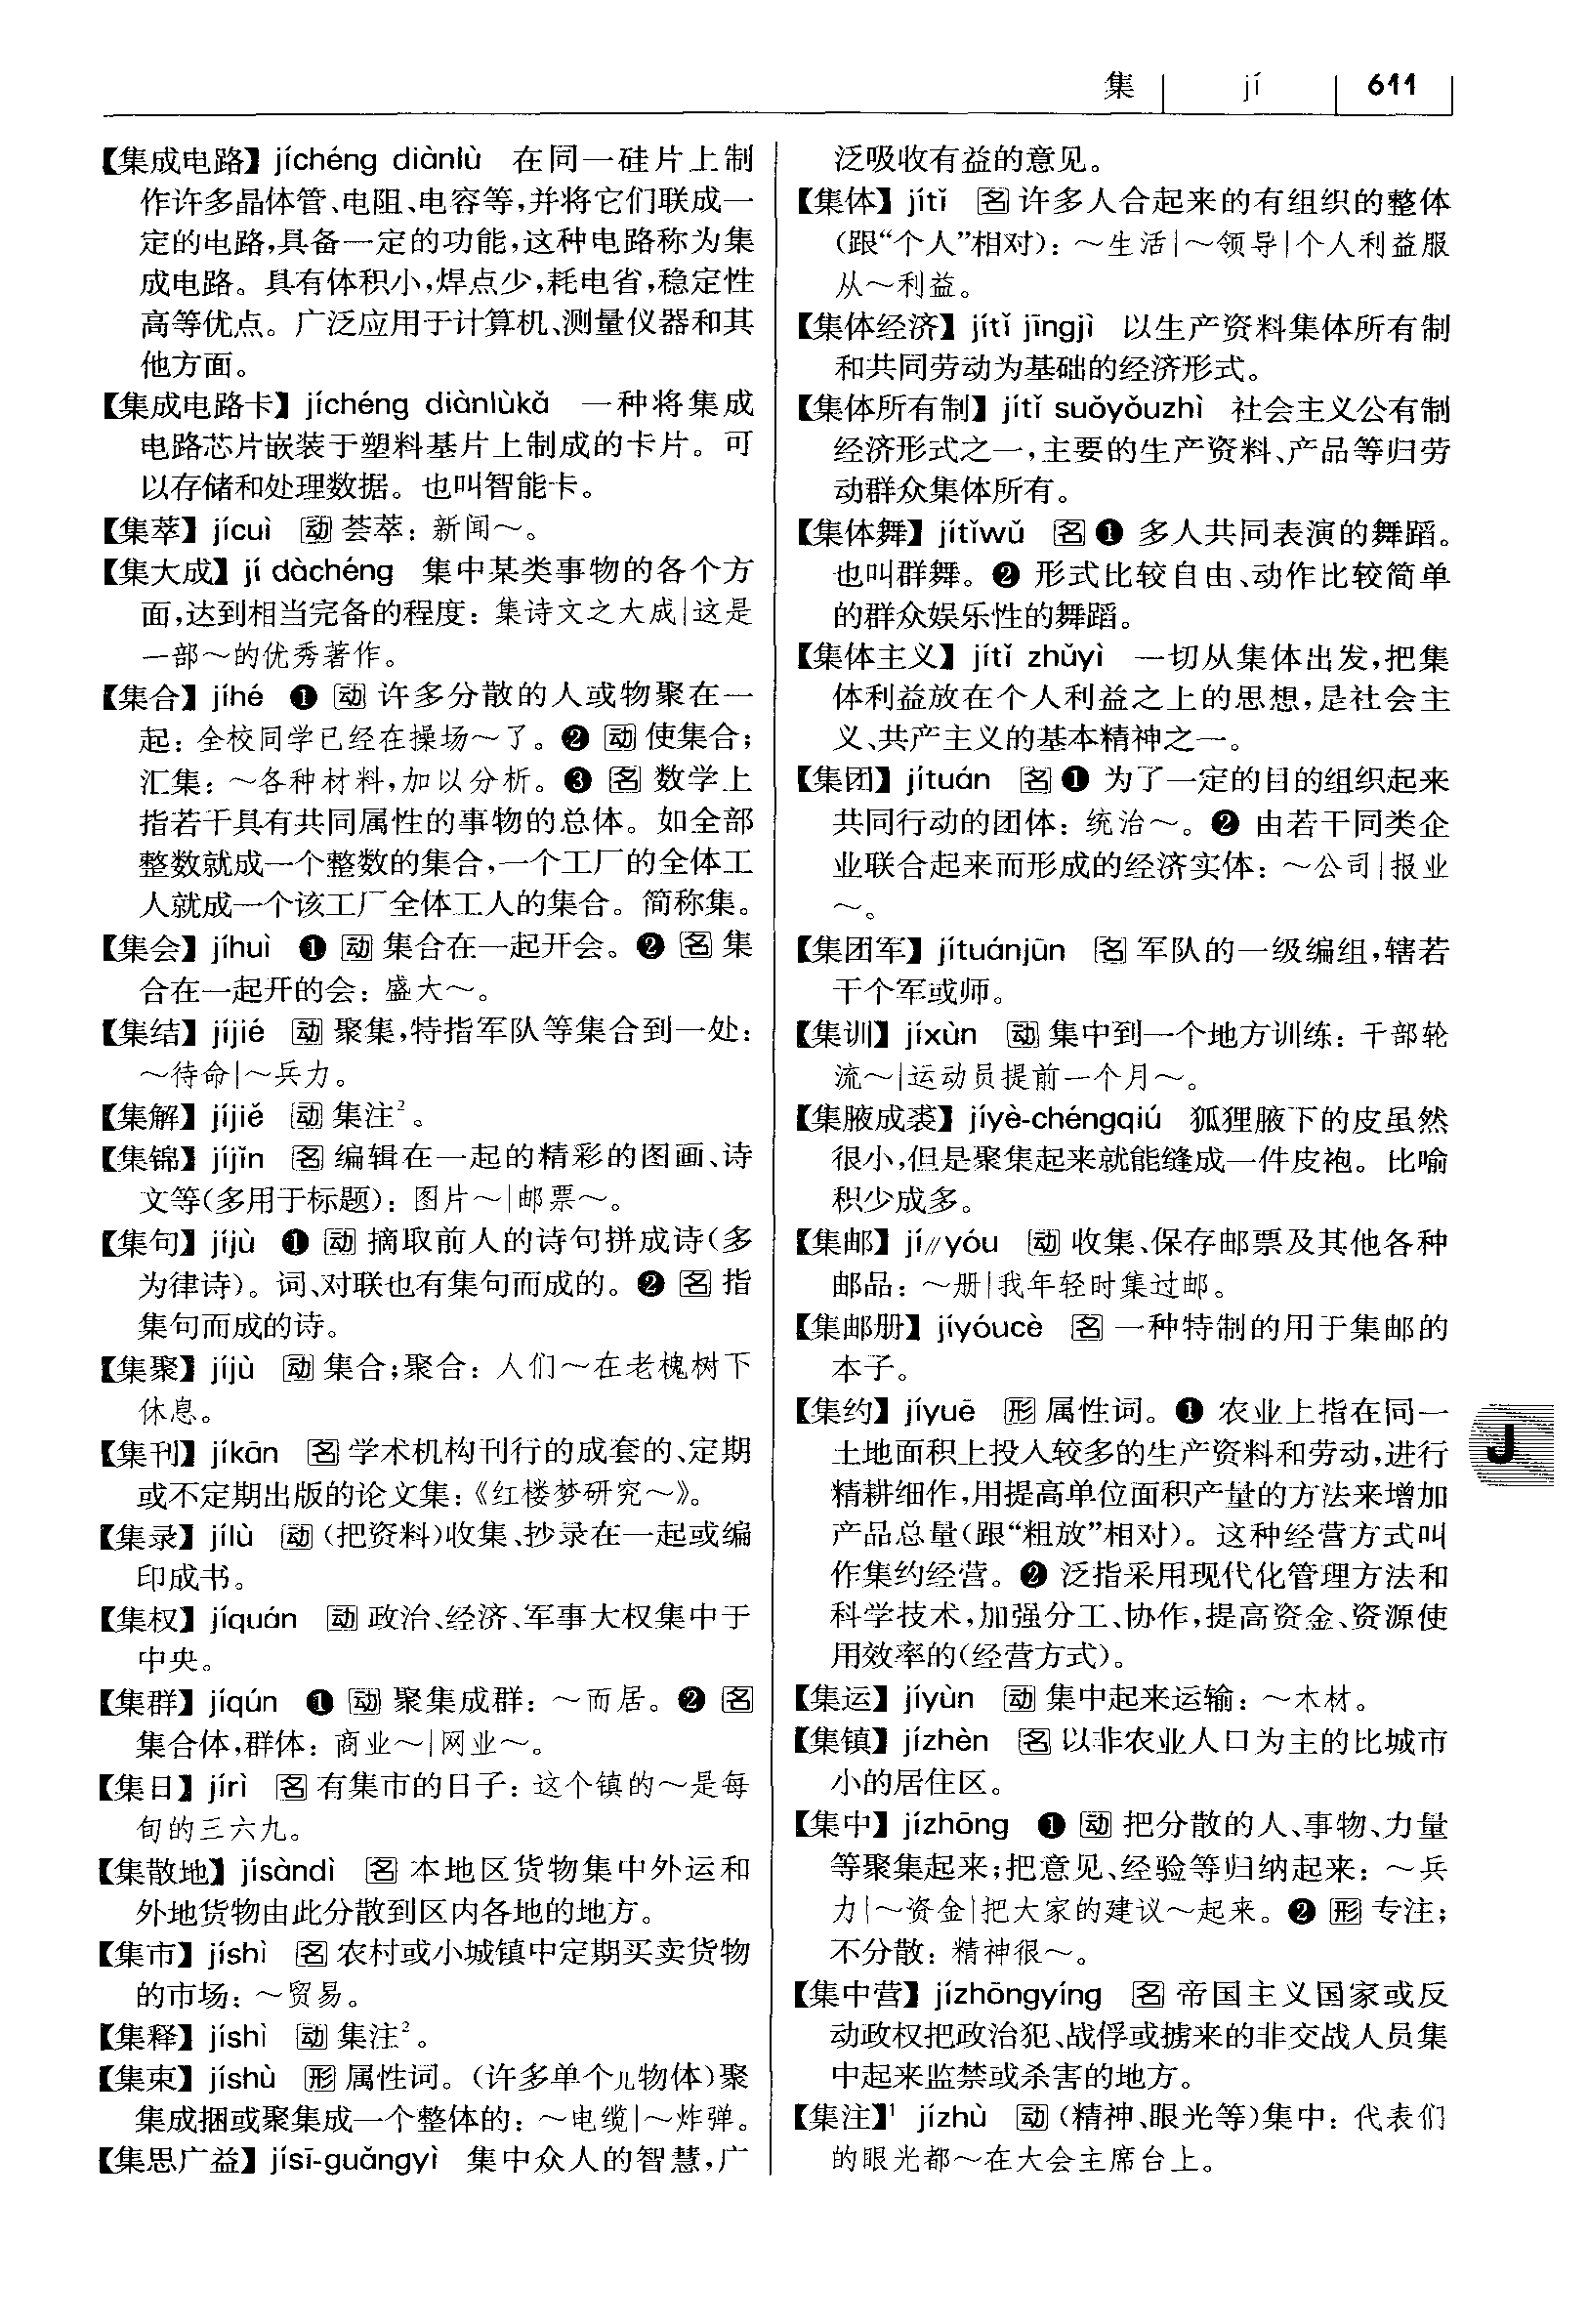 集 jí 611
【集成电路】jíchéng diànlù 在同一硅片上制
作许多晶体管、电阻、电容等,并将它们联成一
定的电路,具备一定的功能,这种电路称为集
成电路。具有体积小,焊点少,耗电省,稳定性
高等优点。广泛应用于计算机、测量仪器和其
他方面。
【集成电路卡】jíchéng diànlùkǎ 一种将集成
电路芯片嵌装于塑料基片上制成的卡片。可
以存储和处理数据。也叫智能卡。
【集萃】jícuì 动 荟萃:新闻~。
【集大成】jí dàchéng 集中某类事物的各个方
面,达到相当完备的程度:集诗文之大成|这是
一部~的优秀著作。
【集合】jíhé ❶ 动 许多分散的人或物聚在一
起:全校同学已经在操场~了。❷ 动 使集合;
汇集:~各种材料,加以分析。❸ 名 数学上
指若干具有共同属性的事物的总体。如全部
整数就成一个整数的集合,一个工厂的全体工
人就成一个该工厂全体工人的集合。简称集。
【集会】jíhuì ❶ 动 集合在一起开会。❷ 名 集
合在一起开的会:盛大~。
【集结】jíjié 动 聚集,特指军队等集合到一处:
~待命|~兵力。
【集解】jíjiě 动 集注²。
【集锦】jíjǐn 名 编辑在一起的精彩的图画、诗
文等(多用于标题):图片~|邮票~。
【集句】jíjù ❶ 动 摘取前人的诗句拼成诗(多
为律诗)。词、对联也有集句而成的。❷ 名 指
集句而成的诗。
【集聚】jíjù 动 集合;聚合:人们~在老槐树下
休息。
【集刊】jíkān 名 学术机构刊行的成套的、定期
或不定期出版的论文集:《红楼梦研究~》。
【集录】jílù 动 (把资料)收集、抄录在一起或编
印成书。
【集权】jíquán 动 政治、经济、军事大权集中于
中央。
【集群】jíqún ❶ 动 聚集成群:~而居。❷ 名
集合体,群体:商业~|网业~。
【集日】jírì 名 有集市的日子:这个镇的~是每
旬的三六九。
【集散地】jísàndì 名 本地区货物集中外运和
外地货物由此分散到区内各地的地方。
【集市】jíshì 名 农村或小城镇中定期买卖货物
的市场:~贸易。
【集释】jíshì 动 集注²。
【集束】jíshù 形 属性词。(许多单个儿物体)聚
集成捆或聚集成一个整体的:~电缆|~炸弹。
【集思广益】jísī-guǎngyì 集中众人的智慧,广
泛吸收有益的意见。
【集体】jítǐ 名 许多人合起来的有组织的整体
(跟“个人”相对):~生活|~领导|个人利益服
从~利益。
【集体经济】jítǐ jīngjì 以生产资料集体所有制
和共同劳动为基础的经济形式。
【集体所有制】jítǐ suǒyǒuzhì 社会主义公有制
经济形式之一,主要的生产资料、产品等归劳
动群众集体所有。
【集体舞】jítǐwǔ 名 ❶ 多人共同表演的舞蹈。
也叫群舞。❷ 形式比较自由、动作比较简单
的群众娱乐性的舞蹈。
【集体主义】jítǐ zhǔyì 一切从集体出发,把集
体利益放在个人利益之上的思想,是社会主
义、共产主义的基本精神之一。
【集团】jítuán 名 ❶ 为了一定的目的组织起来
共同行动的团体:统治~。❷ 由若干同类企
业联合起来而形成的经济实体:~公司|报业
~。
【集团军】jítuánjūn 名 军队的一级编组,辖若
干个军或师。
【集训】jíxùn 动 集中到一个地方训练:干部轮
流~|运动员提前一个月~。
【集腋成裘】jíyè-chéngqiú 狐狸腋下的皮虽然
很小,但是聚集起来就能缝成一件皮袍。比喻
积少成多。
【集邮】jí∥yóu 动 收集、保存邮票及其他各种
邮品:~册|我年轻时集过邮。
【集邮册】jíyóucè 名 一种特制的用于集邮的
本子。
【集约】jíyuē 形 属性词。❶ 农业上指在同一
土地面积上投入较多的生产资料和劳动,进行
精耕细作,用提高单位面积产量的方法来增加
产品总量(跟“粗放”相对)。这种经营方式叫
作集约经营。❷ 泛指采用现代化管理方法和
科学技术,加强分工、协作,提高资金、资源使
用效率的(经营方式)。
【集运】jíyùn 动 集中起来运输:~木材。
【集镇】jízhèn 名 以非农业人口为主的比城市
小的居住区。
【集中】jízhōng ❶ 动 把分散的人、事物、力量
等聚集起来;把意见、经验等归纳起来:~兵
力|~资金|把大家的建议~起来。❷ 形 专注;
不分散:精神很~。
【集中营】jízhōngyíng 名 帝国主义国家或反
动政权把政治犯、战俘或掳来的非交战人员集
中起来监禁或杀害的地方。
【集注】¹ jízhù 动 (精神、眼光等)集中:代表们
的眼光都~在大会主席台上。
J